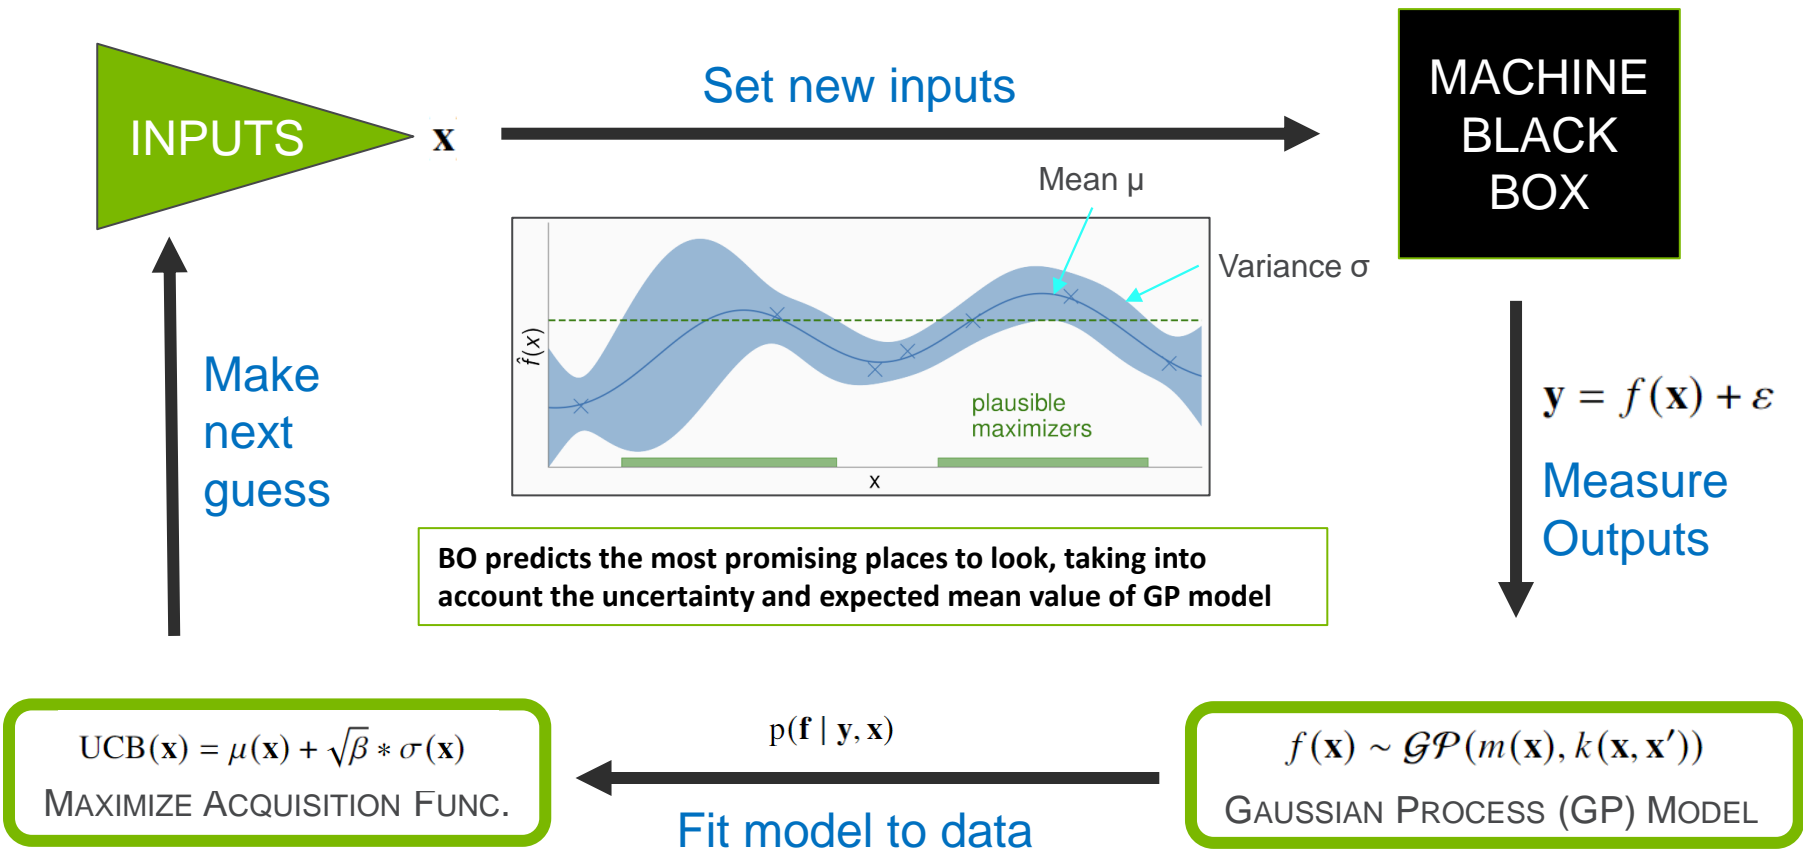 INPUTS
x
Set new inputs
MACHINE
BLACK
BOX
Mean μ
Variance σ
f̂(x)
plausible
maximizers
x
Make
next
guess
y = f(x) + ε
Measure
Outputs
BO predicts the most promising places to look, taking into
account the uncertainty and expected mean value of GP model
UCB(x) = μ(x) + √β * σ(x)
MAXIMIZE ACQUISITION FUNC.
p(f | y, x)
Fit model to data
f(x) ~ 𝒢𝒫(m(x), k(x, x′))
GAUSSIAN PROCESS (GP) MODEL